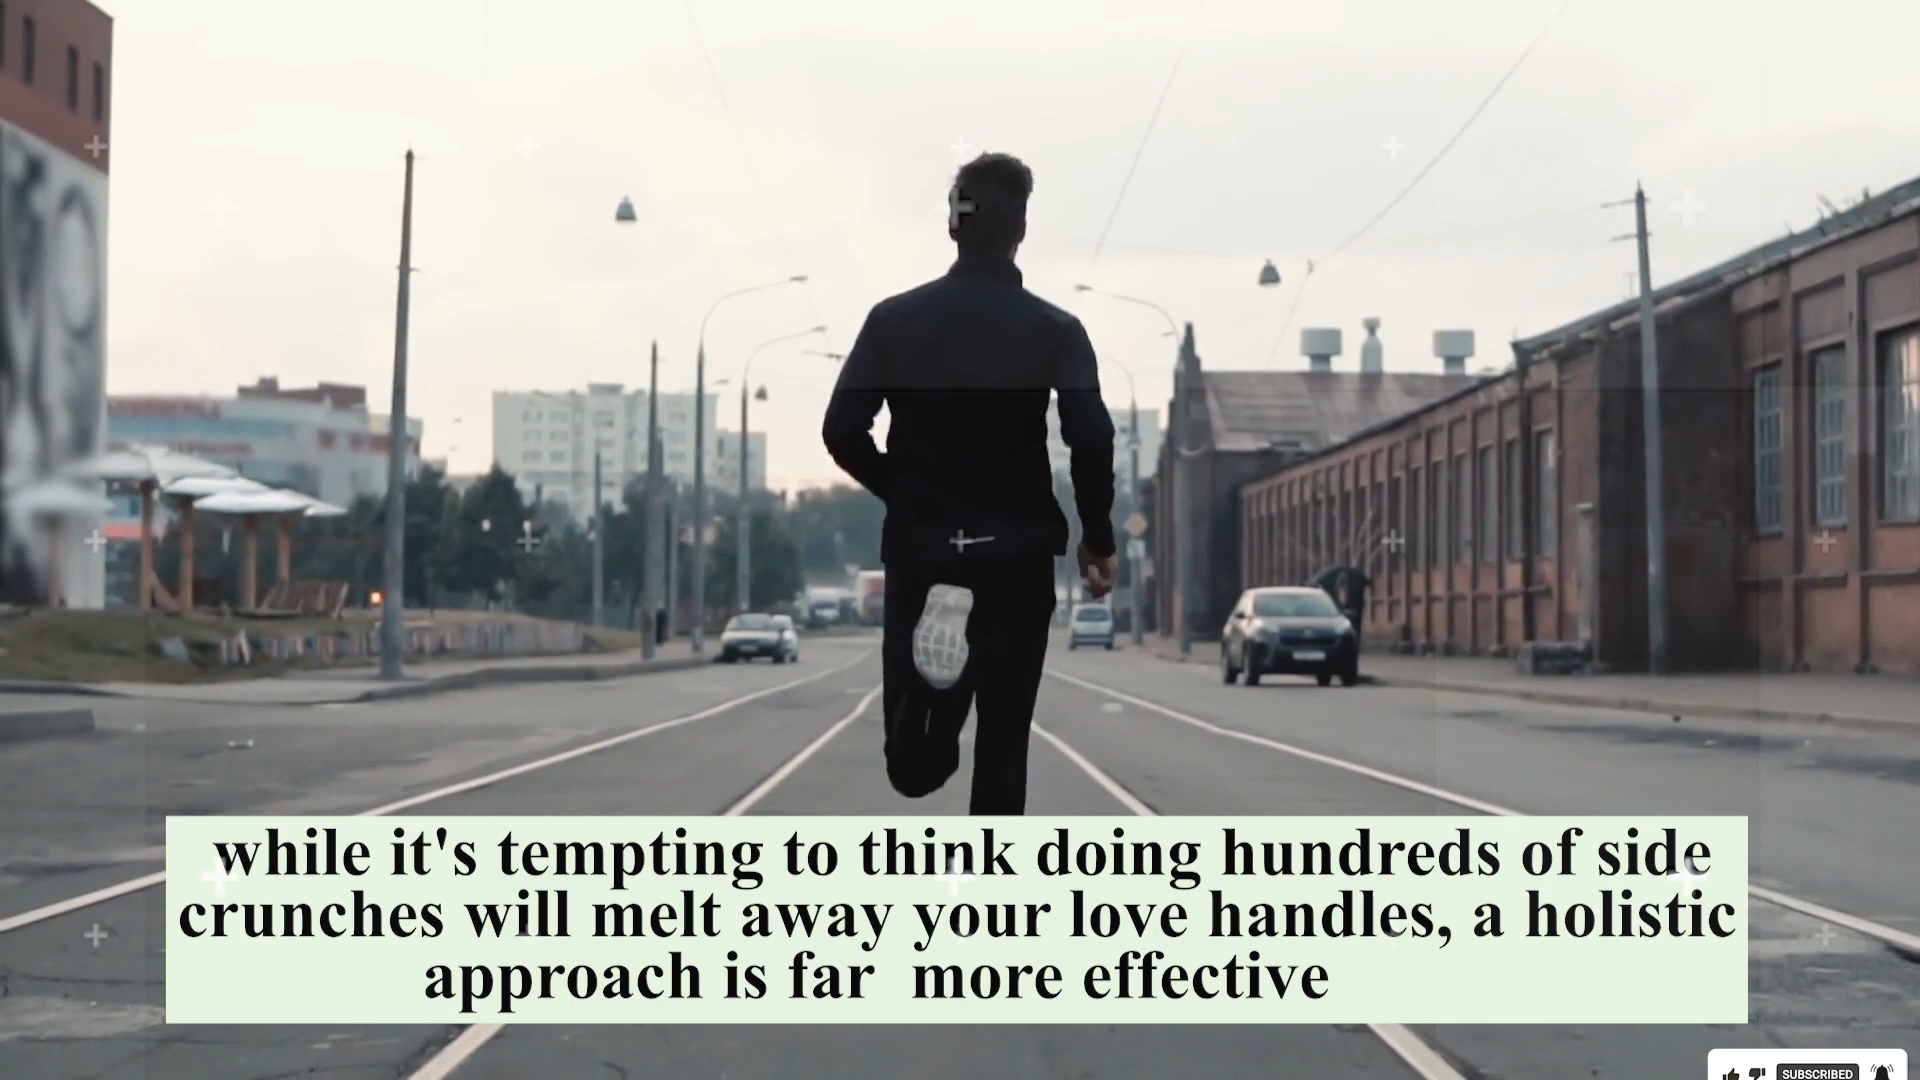 while it's tempting to think doing hundreds of side
crunches will melt away your love handles, a holistic
approach is far  more effective
SUBSCRIBED